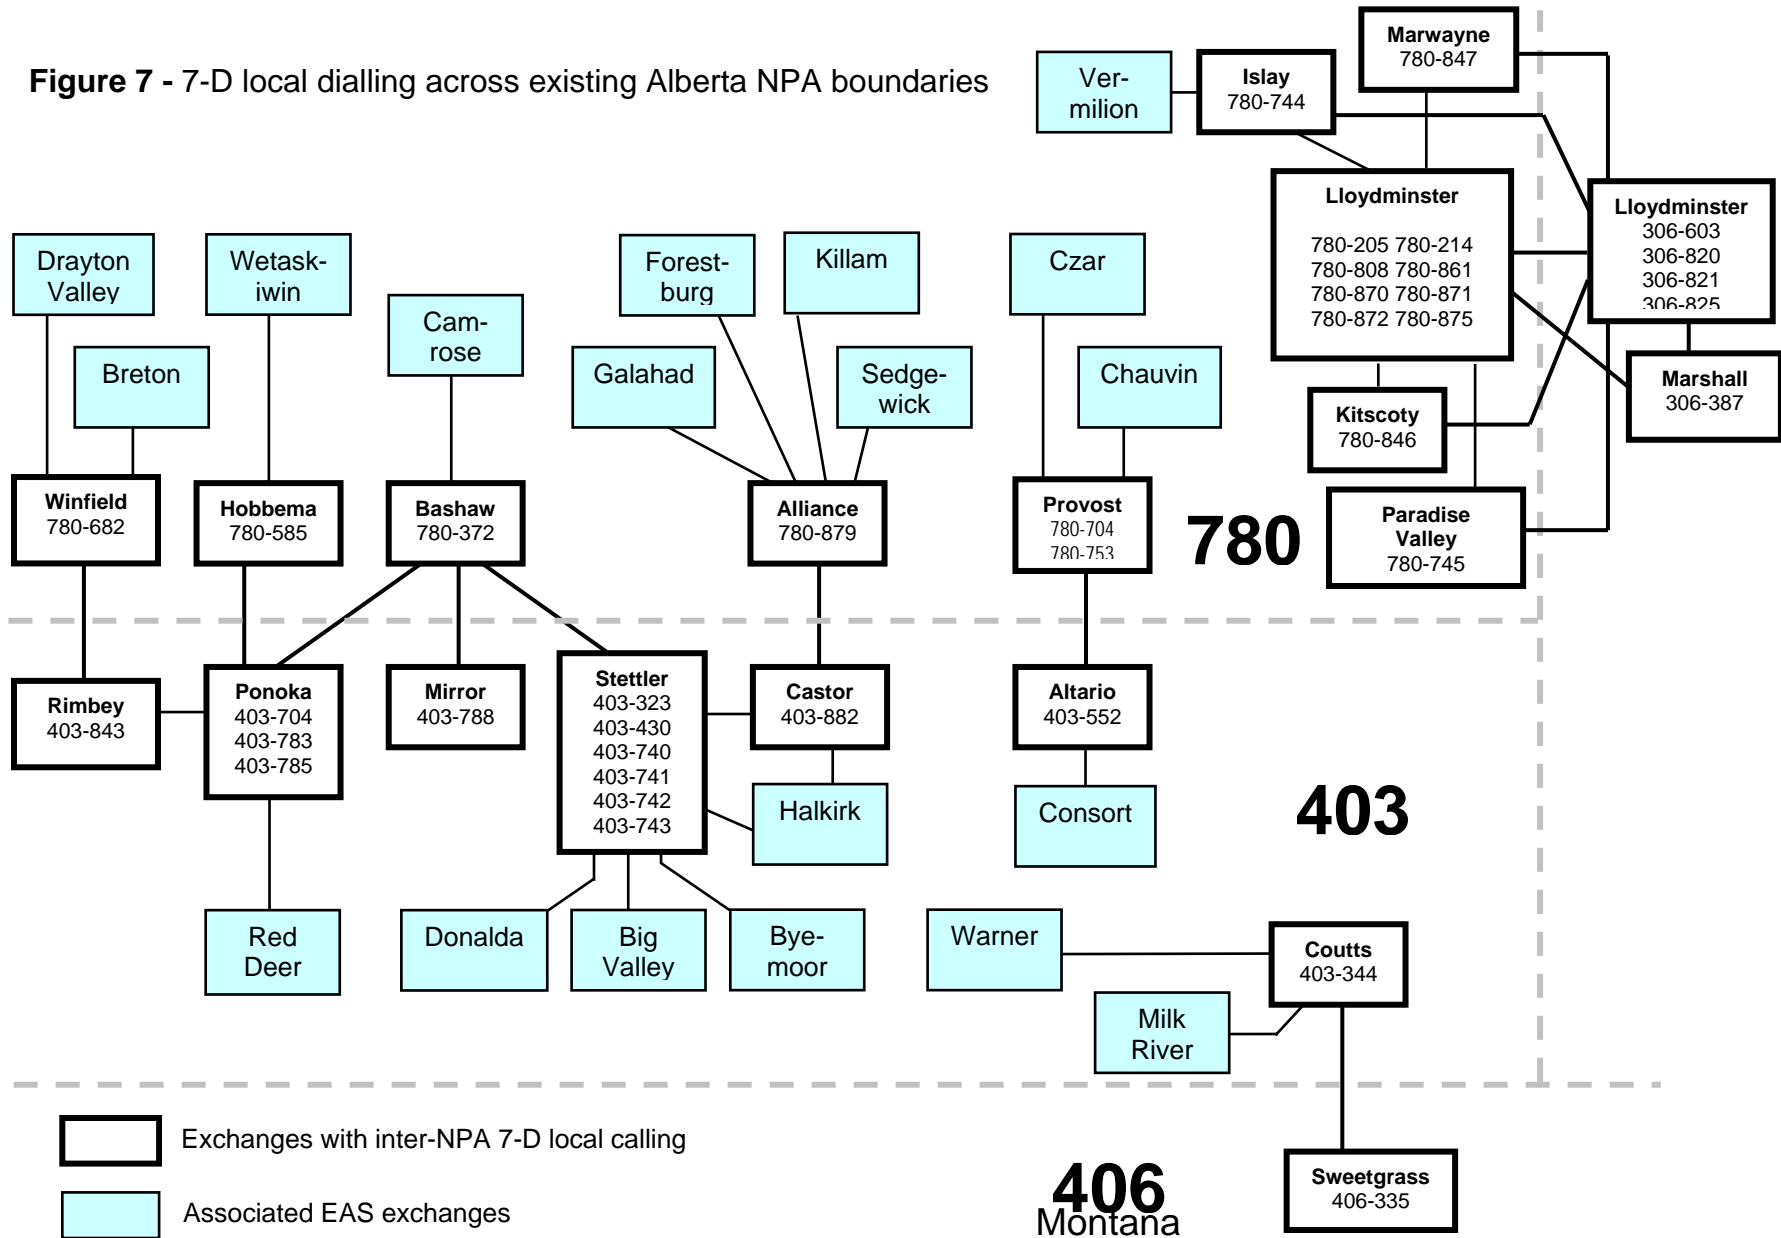 Figure 7 - 7-D local dialling across existing Alberta NPA boundaries
Ver-
milion
Islay
780-744
Marwayne
780-847
Lloydminster
780-205 780-214
780-808 780-861
780-870 780-871
780-872 780-875
Lloydminster
306-603
306-820
306-821
306-825
Marshall
306-387
Kitscoty
780-846
Paradise
Valley
780-745
Drayton
Valley
Breton
Wetask-
iwin
Cam-
rose
Galahad
Forest-
burg
Killam
Sedge-
wick
Czar
Chauvin
Winfield
780-682
Hobbema
780-585
Bashaw
780-372
Alliance
780-879
Provost
780-704
780-753
780
Rimbey
403-843
Ponoka
403-704
403-783
403-785
Mirror
403-788
Stettler
403-323
403-430
403-740
403-741
403-742
403-743
Castor
403-882
Altario
403-552
Halkirk
Consort
403
Red
Deer
Donalda
Big
Valley
Bye-
moor
Warner
Coutts
403-344
Milk
River
Exchanges with inter-NPA 7-D local calling
Associated EAS exchanges
406
Montana
Sweetgrass
406-335